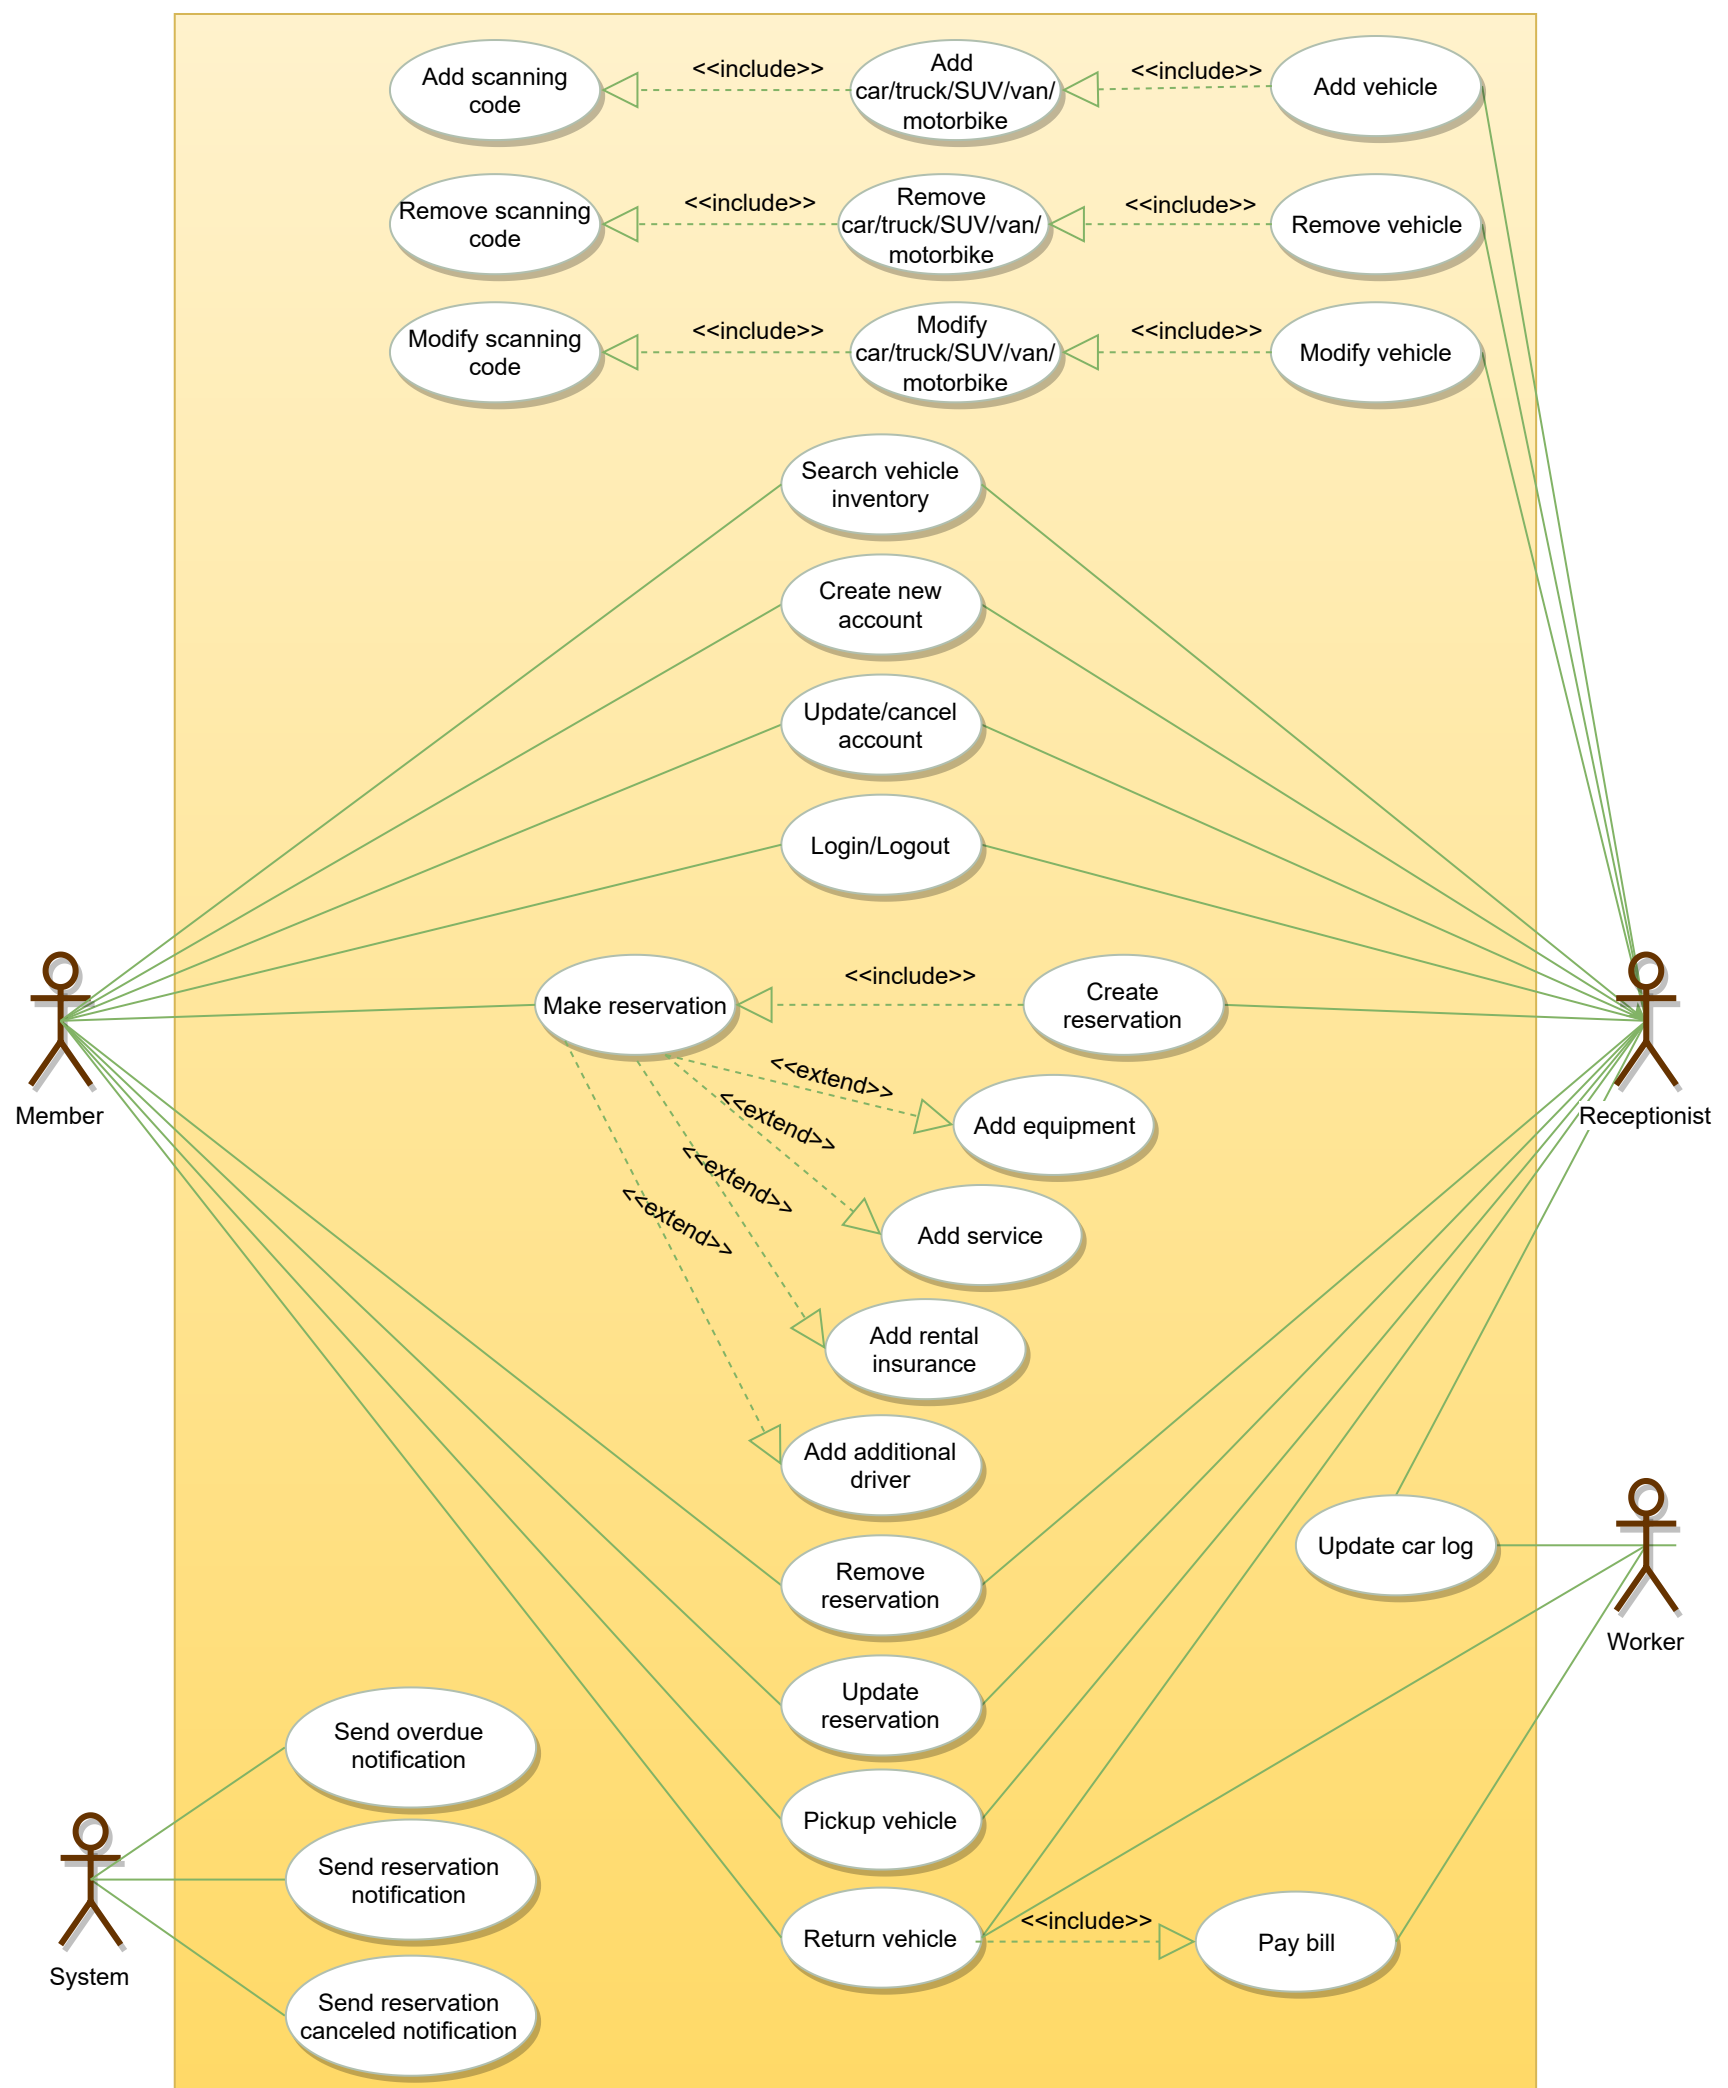 Add scanning
code
<<include>>
Add
car/truck/SUV/van/
motorbike
<<include>>
Add vehicle
Remove scanning
code
<<include>>
Remove
car/truck/SUV/van/
motorbike
<<include>>
Remove vehicle
Modify scanning
code
<<include>>
Modify
car/truck/SUV/van/
motorbike
<<include>>
Modify vehicle
Search vehicle
inventory
Create new
account
Update/cancel
account
Login/Logout
Make reservation
<<include>>
Create
reservation
Member
Receptionist
<<extend>>
Add equipment
<<extend>>
Add service
<<extend>>
Add rental
insurance
<<extend>>
Add additional
driver
Remove
reservation
Update car log
Worker
Update
reservation
Send overdue
notification
Pickup vehicle
Send reservation
notification
Return vehicle
<<include>>
Pay bill
System
Send reservation
canceled notification